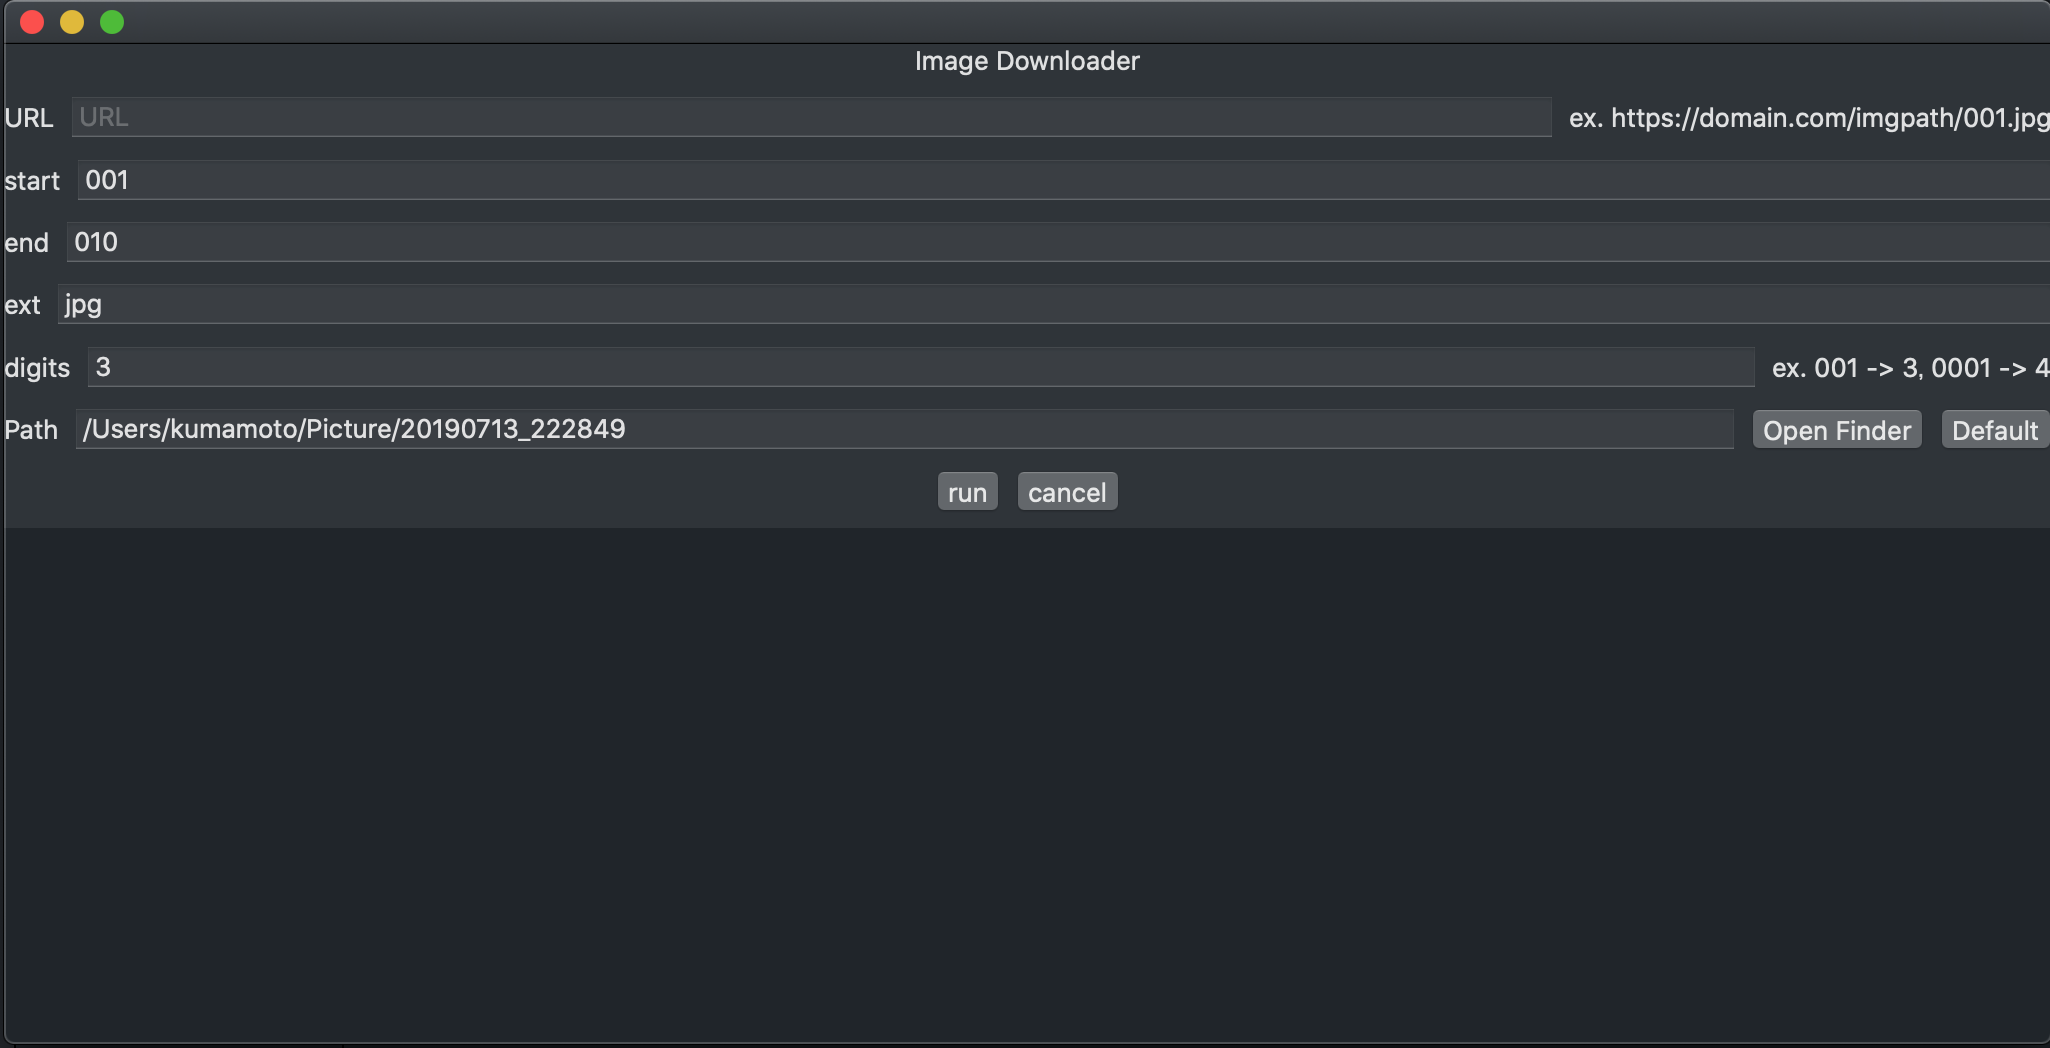 Image Downloader
URL URL ex. https://domain.com/imgpath/001.jpg
start 001
end 010
ext jpg
digits 3 ex. 001 -> 3, 0001 -> 4
Path /Users/kumamoto/Picture/20190713_222849 Open Finder Default
run cancel